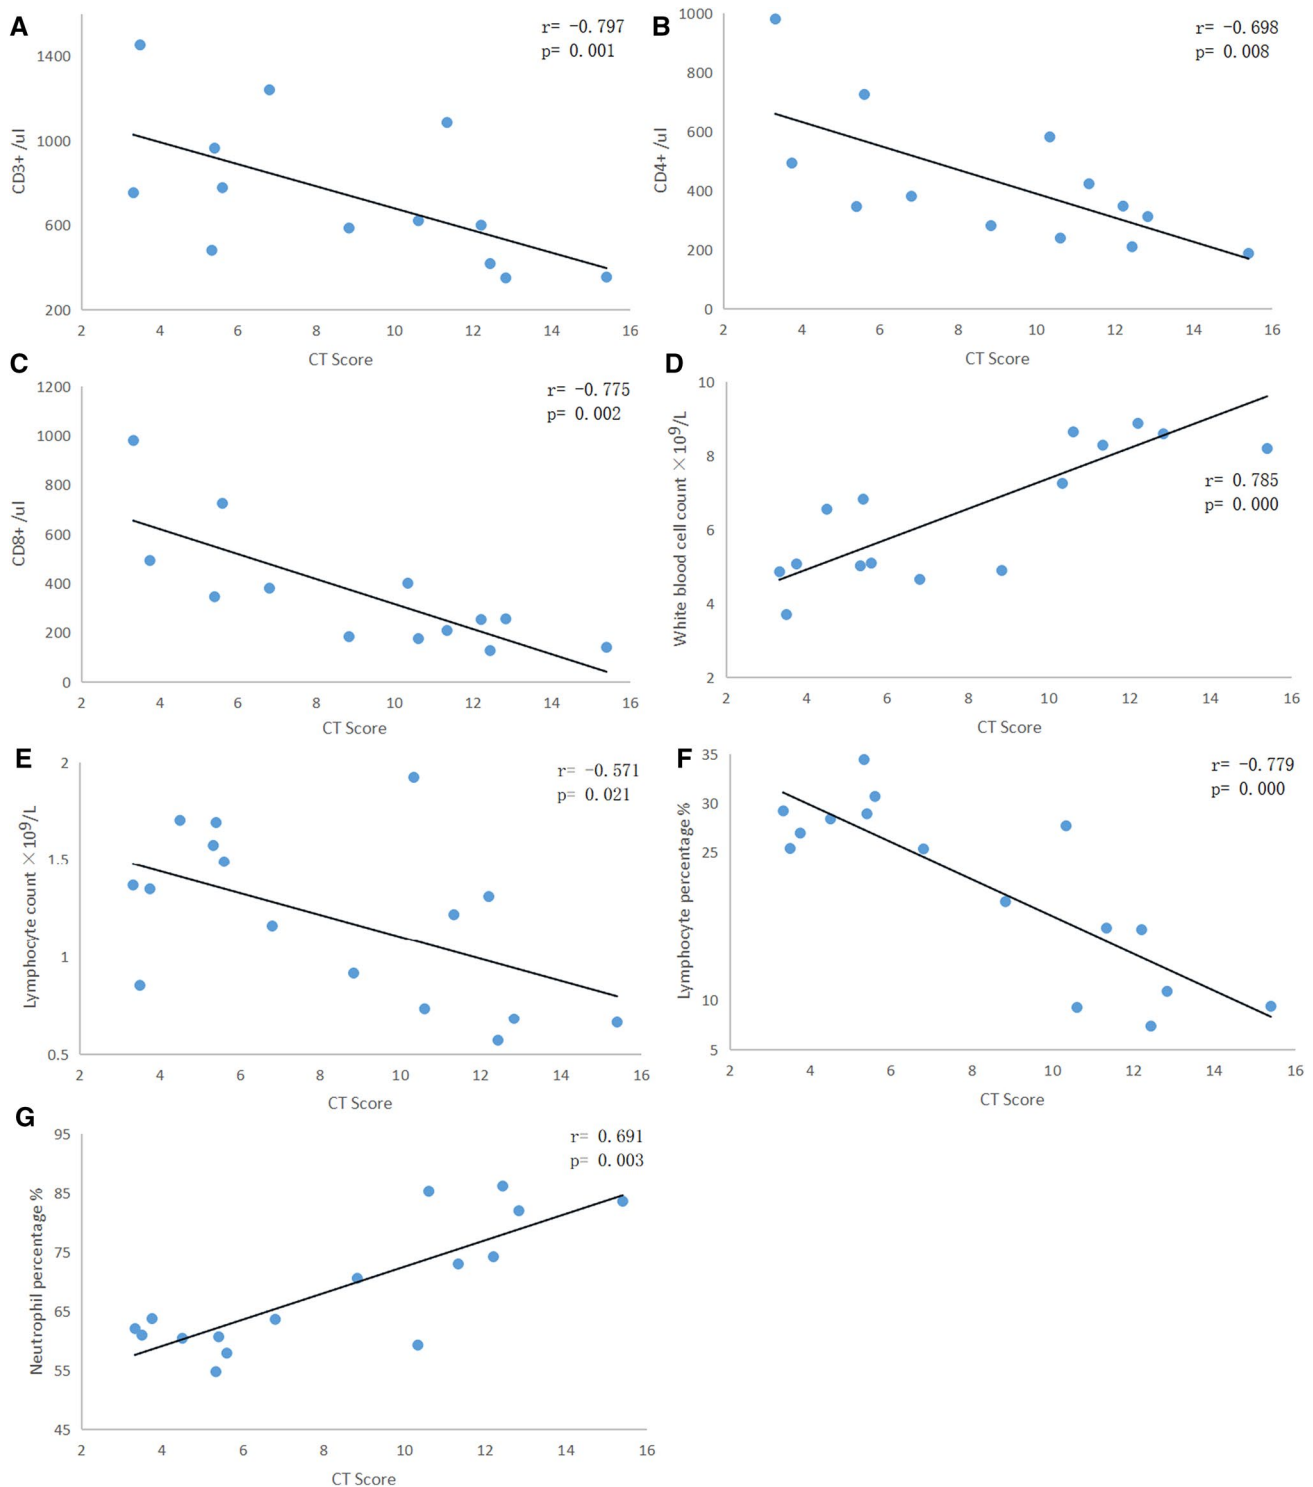 A
r= -0.797
p= 0.001
CD3+ /ul
1400
1000
600
200
2 4 6 8 10 12 14 16
CT Score
B
r= -0.698
p= 0.008
CD4+ /ul
1000
800
600
400
200
0
2 4 6 8 10 12 14 16
CT Score
C
r= -0.775
p= 0.002
CD8+ /ul
1200
1000
800
600
400
200
0
2 4 6 8 10 12 14 16
CT Score
D
r= 0.785
p= 0.000
White blood cell count ×10⁹/L
10
8
6
4
2
2 4 6 8 10 12 14 16
CT Score
E
r= -0.571
p= 0.021
Lymphocyte count ×10⁹/L
2
1.5
1
0.5
2 4 6 8 10 12 14 16
CT Score
F
r= -0.779
p= 0.000
Lymphocyte percentage %
35
30
25
10
5
2 4 6 8 10 12 14 16
CT Score
G
r= 0.691
p= 0.003
Neutrophil percentage %
95
85
75
65
55
45
2 4 6 8 10 12 14 16
CT Score